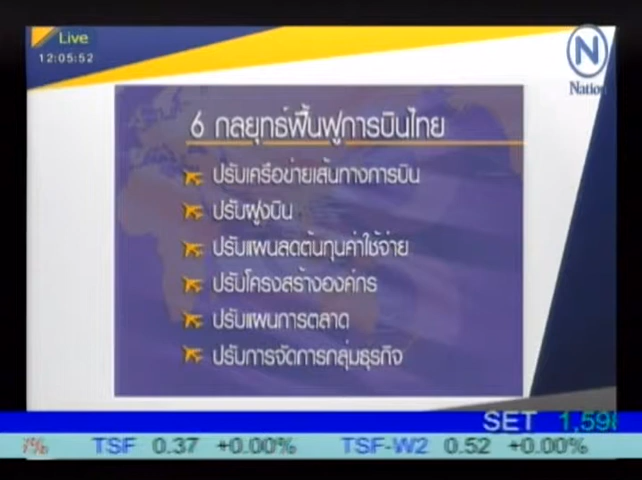 Live
12:05:52
N
Nation
6 กลยุทธ์ฟื้นฟูการบินไทย
ปรับเครือข่ายเส้นทางการบิน
ปรับฝูงบิน
ปรับแผนลดต้นทุนค่าใช้จ่าย
ปรับโครงสร้างองค์กร
ปรับแผนการตลาด
ปรับการจัดการกลุ่มธุรกิจ
SET 1,598
% TSF 0.37 +0.00% TSF-W2 0.52 +0.00%